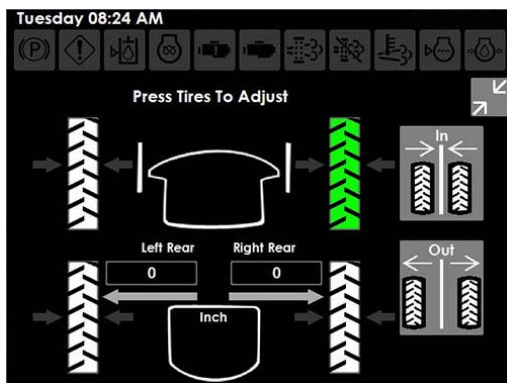 Tuesday 08:24 AM
P
Press Tires To Adjust
In
Left Rear Right Rear
0 0
Out
Inch